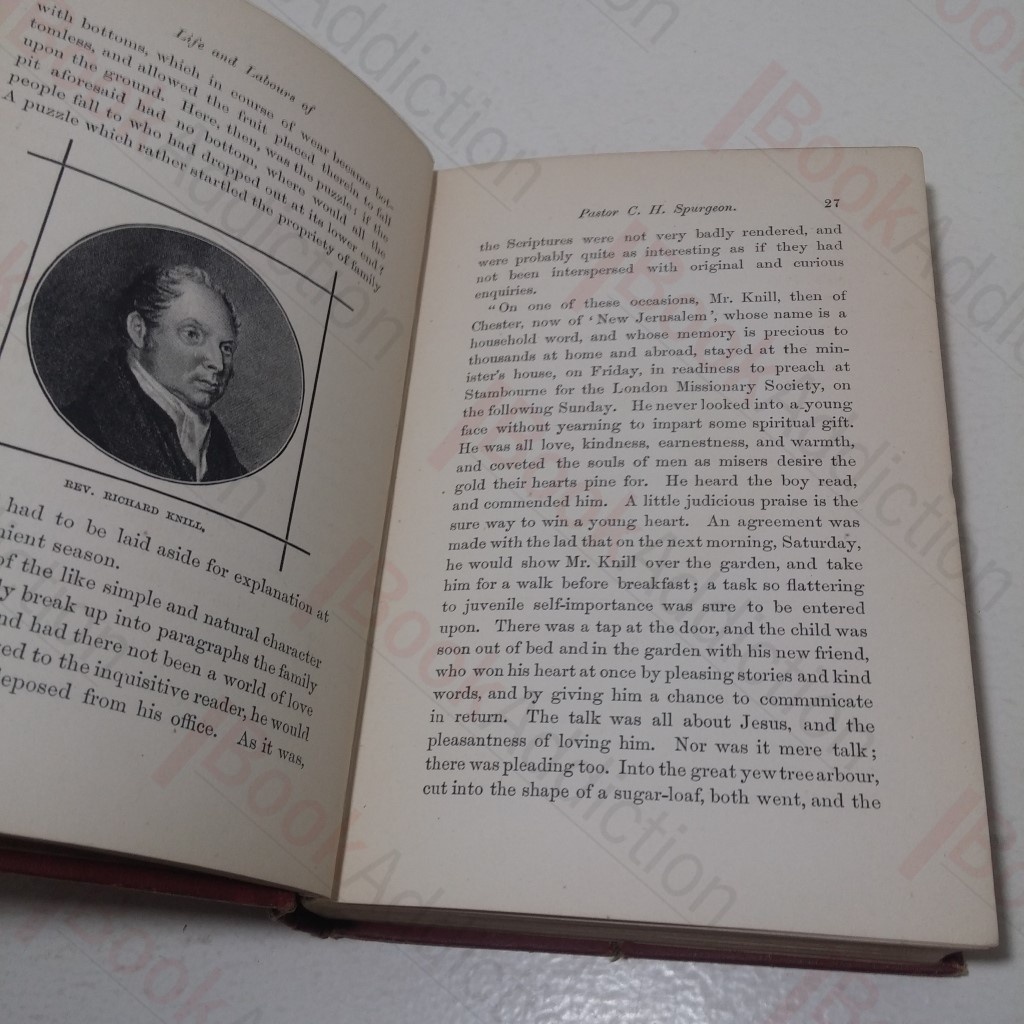 Life and Labours of
with bottoms, which in course of wear became bot-
tomless, and allowed the fruit placed therein to fall
upon the ground. Here, then, was the puzzle: if the
pit aforesaid had no bottom, where would all the
people fall to who had dropped out at its lower end?
A puzzle which rather startled the propriety of family
REV. RICHARD KNILL.
had to be laid aside for explanation at
nient season.
of the like simple and natural character
ly break up into paragraphs the family
nd had there not been a world of love
ed to the inquisitive reader, he would
deposed from his office. As it was,
Pastor C. H. Spurgeon. 27
the Scriptures were not very badly rendered, and
were probably quite as interesting as if they had
not been interspersed with original and curious
enquiries.
"On one of these occasions, Mr. Knill, then of
Chester, now of 'New Jerusalem', whose name is a
household word, and whose memory is precious to
thousands at home and abroad, stayed at the min-
ister's house, on Friday, in readiness to preach at
Stambourne for the London Missionary Society, on
the following Sunday. He never looked into a young
face without yearning to impart some spiritual gift.
He was all love, kindness, earnestness, and warmth,
and coveted the souls of men as misers desire the
gold their hearts pine for. He heard the boy read,
and commended him. A little judicious praise is the
sure way to win a young heart. An agreement was
made with the lad that on the next morning, Saturday,
he would show Mr. Knill over the garden, and take
him for a walk before breakfast; a task so flattering
to juvenile self-importance was sure to be entered
upon. There was a tap at the door, and the child was
soon out of bed and in the garden with his new friend,
who won his heart at once by pleasing stories and kind
words, and by giving him a chance to communicate
in return. The talk was all about Jesus, and the
pleasantness of loving him. Nor was it mere talk;
there was pleading too. Into the great yew tree arbour,
cut into the shape of a sugar-loaf, both went, and the
Book Addiction